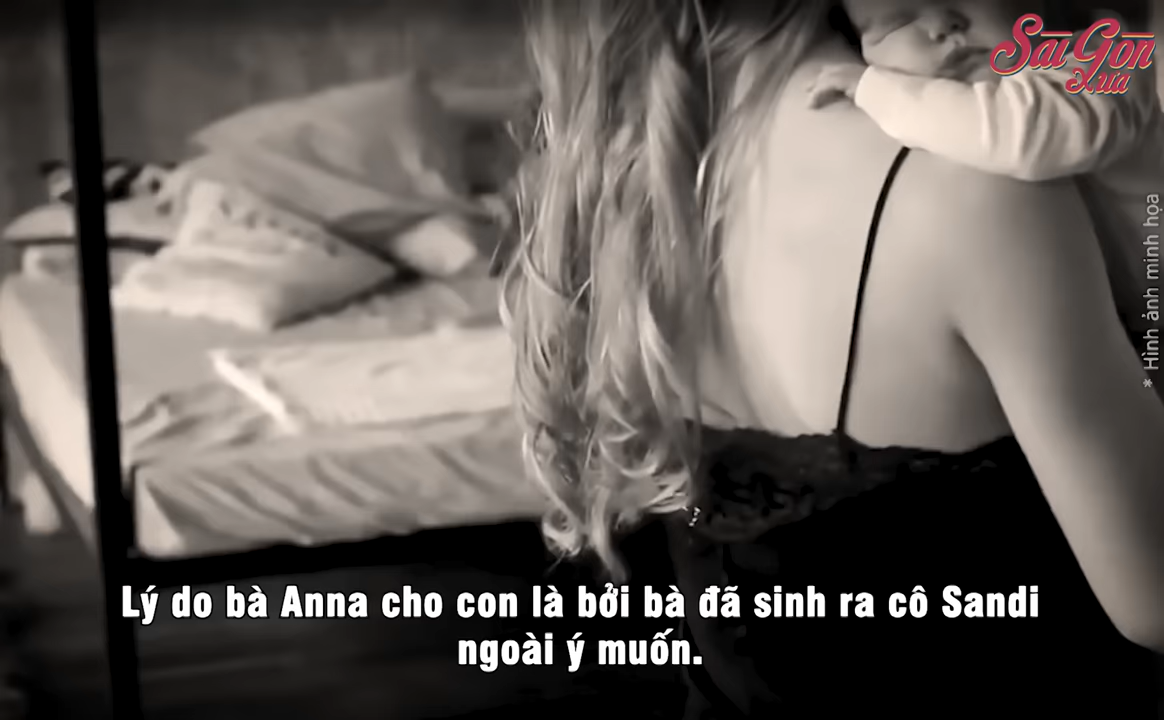 Sài Gòn
Xưa
* Hình ảnh minh họa
Lý do bà Anna cho con là bởi bà đã sinh ra cô Sandi
ngoài ý muốn.